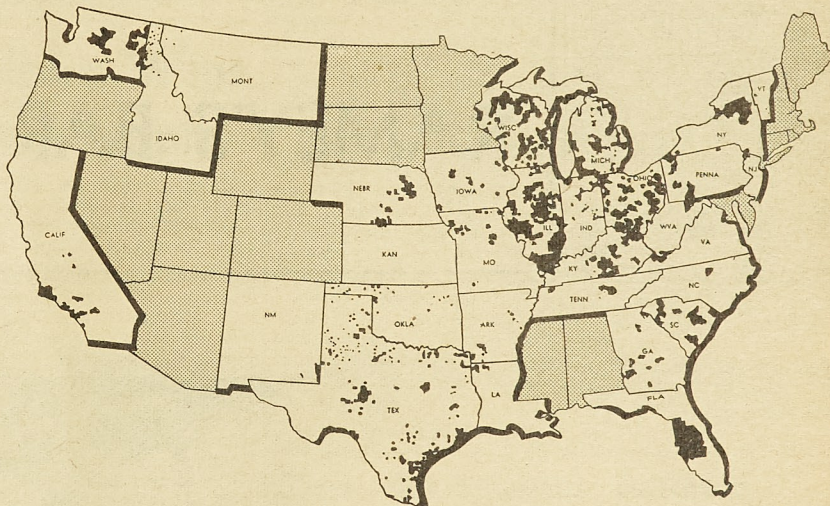 WASH
MONT
IDAHO
CALIF
NEBR
KAN
NM
OKLA
TEX
IOWA
MO
ARK
LA
WISC
ILL
MICH
IND
OHIO
KY
TENN
WVA
VA
NC
SC
GA
FLA
PENNA
NY
VT
NJ